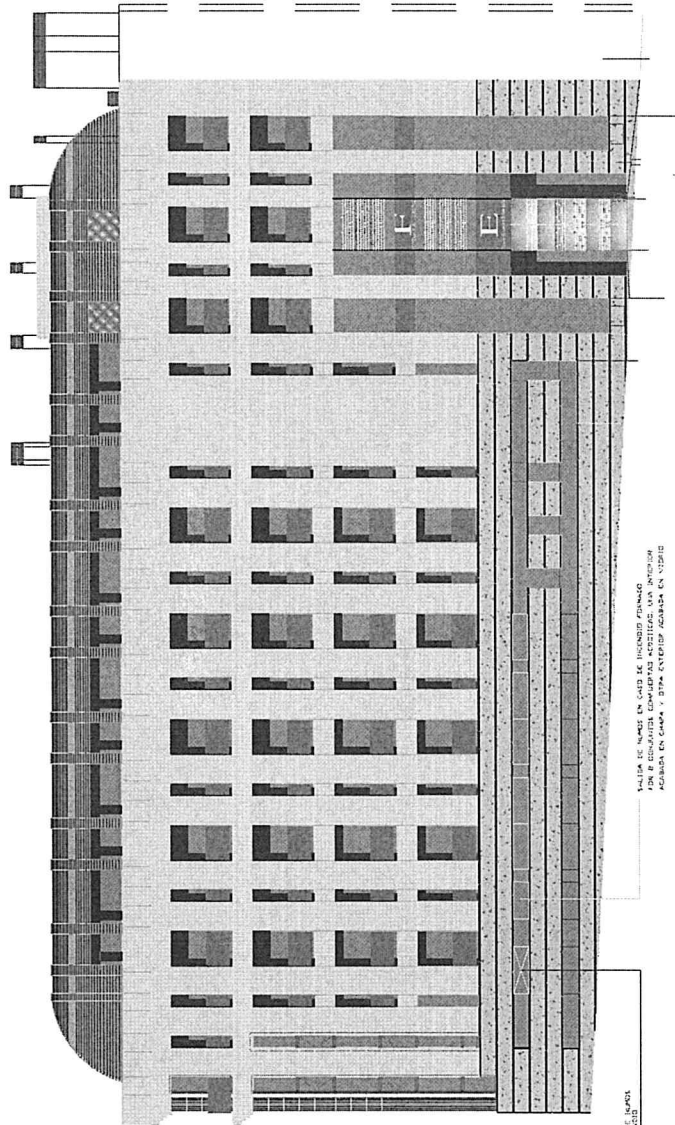 SALIDA DE HUMOS EN CASO DE INCENDIO FORMADO
POR 8 CONJUNTOS COMPUERTAS ACUSTICAS, UNA INTERIOR
ACABADA EN CHAPA Y OTRA EXTERIOR ACABADA EN VIDRIO
E HUMOS
F
E